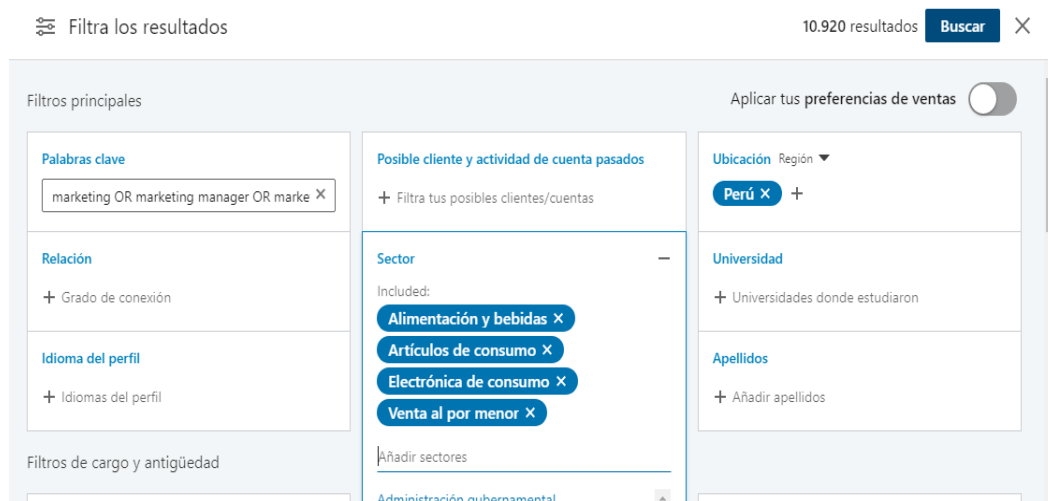 Filtra los resultados
10.920 resultados
Buscar
Filtros principales
Aplicar tus preferencias de ventas
Palabras clave
marketing OR marketing manager OR marke
Posible cliente y actividad de cuenta pasados
+ Filtra tus posibles clientes/cuentas
Ubicación Región
Perú ×
+
Relación
+ Grado de conexión
Sector
Included:
Alimentación y bebidas ×
Artículos de consumo ×
Electrónica de consumo ×
Venta al por menor ×
Añadir sectores
Administración gubernamental
Universidad
+ Universidades donde estudiaron
Idioma del perfil
+ Idiomas del perfil
Apellidos
+ Añadir apellidos
Filtros de cargo y antigüedad